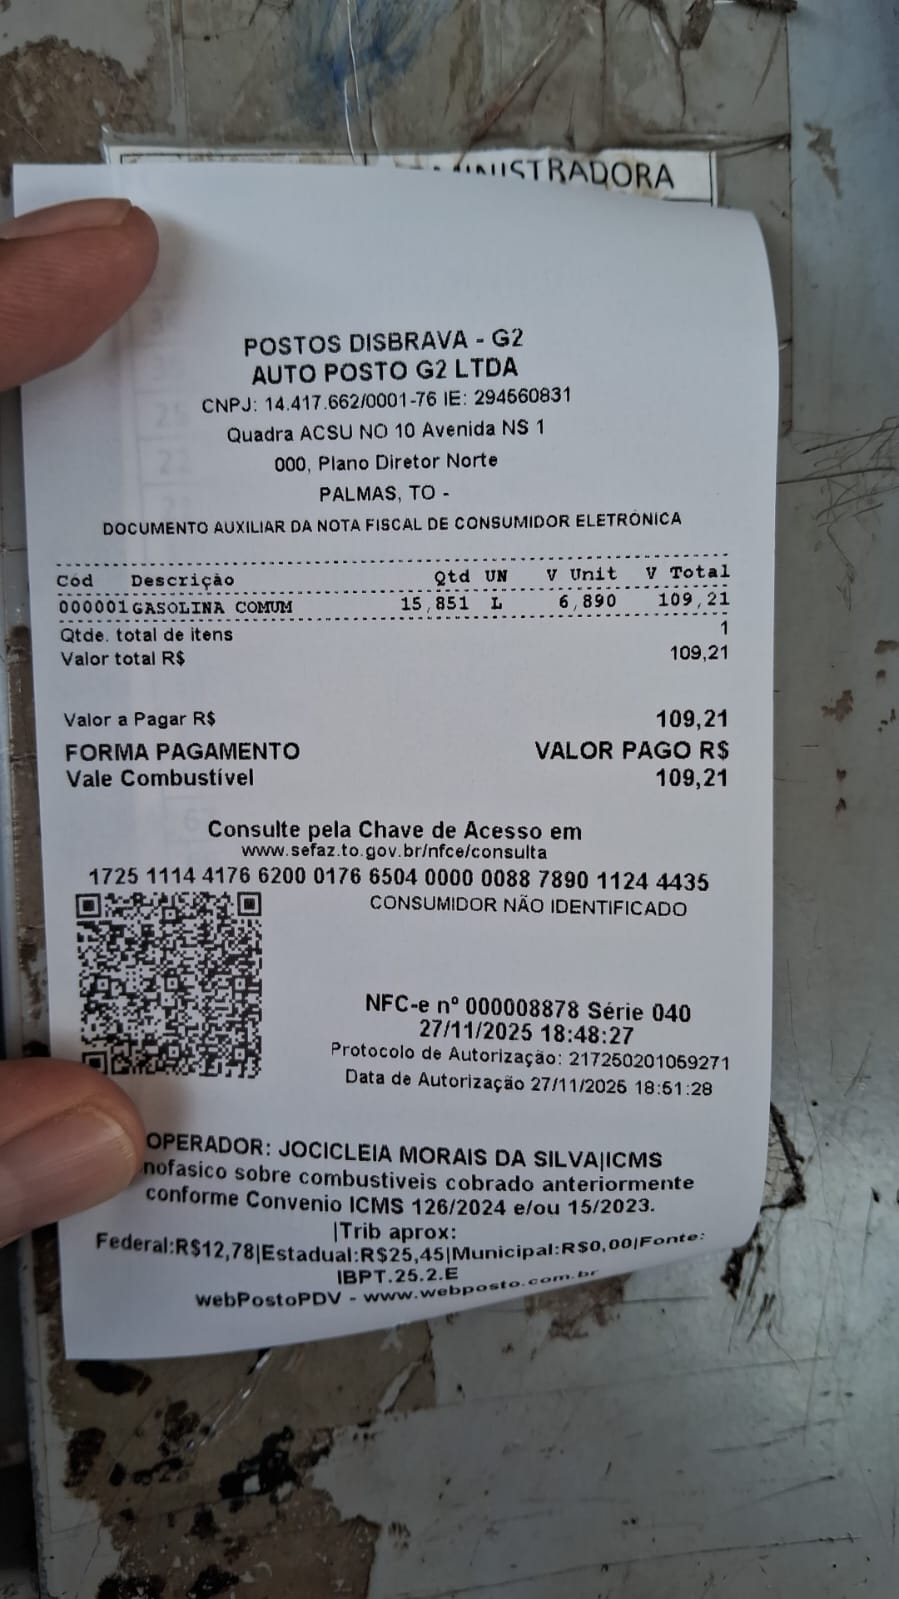 POSTOS DISBRAVA - G2
AUTO POSTO G2 LTDA
CNPJ: 14.417.662/0001-76 IE: 294560831
Quadra ACSU NO 10 Avenida NS 1
000, Plano Diretor Norte
PALMAS, TO -
DOCUMENTO AUXILIAR DA NOTA FISCAL DE CONSUMIDOR ELETRÔNICA
Cód Descrição Qtd UN V Unit V Total
000001 GASOLINA COMUM 15,851 L 6,890 109,21
Qtde. total de itens 1
Valor total R$ 109,21
Valor a Pagar R$ 109,21
FORMA PAGAMENTO VALOR PAGO R$
Vale Combustível 109,21
Consulte pela Chave de Acesso em
www.sefaz.to.gov.br/nfce/consulta
1725 1114 4176 6200 0176 6504 0000 0088 7890 1124 4435
CONSUMIDOR NÃO IDENTIFICADO
NFC-e nº 000008878 Série 040
27/11/2025 18:48:27
Protocolo de Autorização: 217250201059271
Data de Autorização 27/11/2025 18:51:28
OPERADOR: JOCICLEIA MORAIS DA SILVA|ICMS
nofasico sobre combustiveis cobrado anteriormente
conforme Convenio ICMS 126/2024 e/ou 15/2023.
|Trib aprox:
Federal:R$12,78|Estadual:R$25,45|Municipal:R$0,00|Fonte:
IBPT.25.2.E
webPostoPDV - www.webposto.com.br